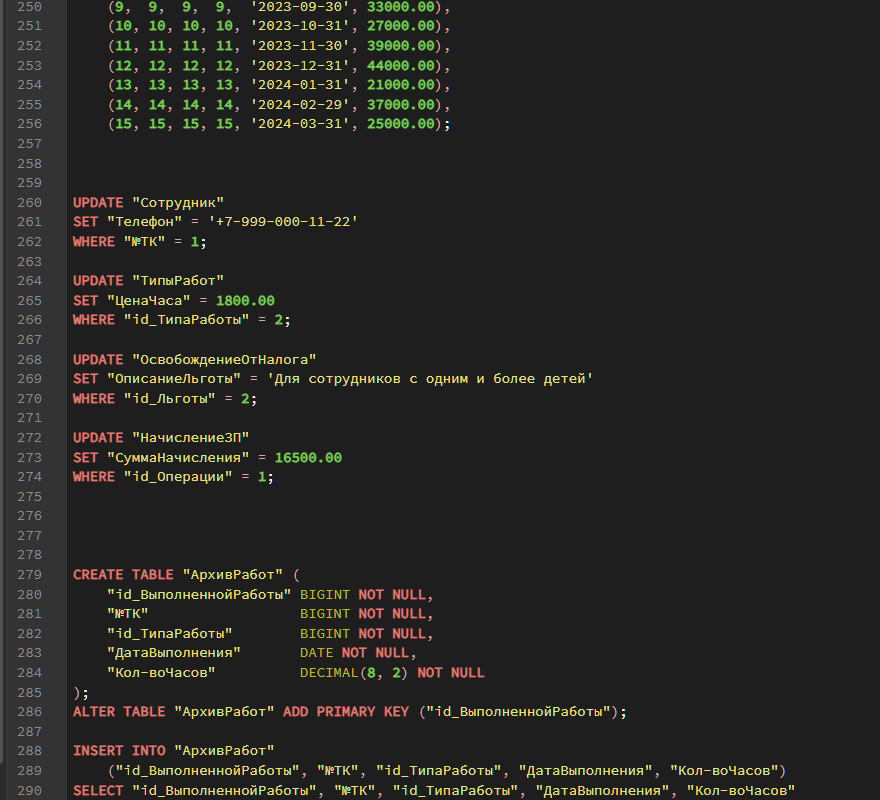 250 (9, 9, 9, 9, '2023-09-30', 33000.00),
251 (10, 10, 10, 10, '2023-10-31', 27000.00),
252 (11, 11, 11, 11, '2023-11-30', 39000.00),
253 (12, 12, 12, 12, '2023-12-31', 44000.00),
254 (13, 13, 13, 13, '2024-01-31', 21000.00),
255 (14, 14, 14, 14, '2024-02-29', 37000.00),
256 (15, 15, 15, 15, '2024-03-31', 25000.00);
257
258
259
260 UPDATE "Сотрудник"
261 SET "Телефон" = '+7-999-000-11-22'
262 WHERE "№ТК" = 1;
263
264 UPDATE "ТипыРабот"
265 SET "ЦенаЧаса" = 1800.00
266 WHERE "id_ТипаРаботы" = 2;
267
268 UPDATE "ОсвобождениеОтНалога"
269 SET "ОписаниеЛьготы" = 'Для сотрудников с одним и более детей'
270 WHERE "id_Льготы" = 2;
271
272 UPDATE "НачислениеЗП"
273 SET "СуммаНачисления" = 16500.00
274 WHERE "id_Операции" = 1;
275
276
277
278
279 CREATE TABLE "АрхивРабот" (
280 "id_ВыполненнойРаботы" BIGINT NOT NULL,
281 "№ТК" BIGINT NOT NULL,
282 "id_ТипаРаботы" BIGINT NOT NULL,
283 "ДатаВыполнения" DATE NOT NULL,
284 "Кол-воЧасов" DECIMAL(8, 2) NOT NULL
285 );
286 ALTER TABLE "АрхивРабот" ADD PRIMARY KEY ("id_ВыполненнойРаботы");
287
288 INSERT INTO "АрхивРабот"
289 ("id_ВыполненнойРаботы", "№ТК", "id_ТипаРаботы", "ДатаВыполнения", "Кол-воЧасов")
290 SELECT "id_ВыполненнойРаботы", "№ТК", "id_ТипаРаботы", "ДатаВыполнения", "Кол-воЧасов"